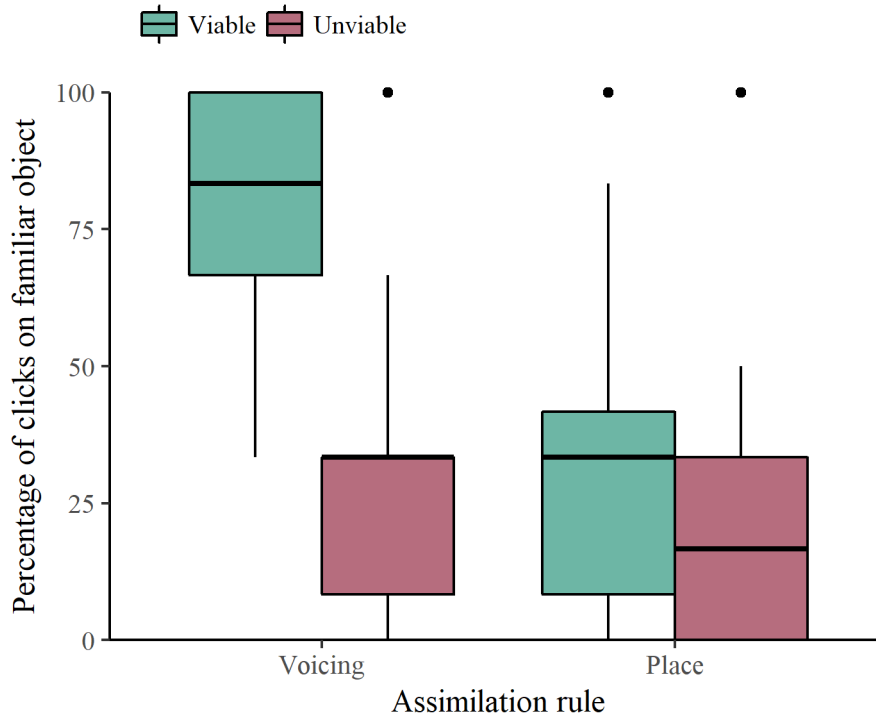 Viable Unviable
Percentage of clicks on familiar object
100
75
50
25
0
Voicing Place
Assimilation rule